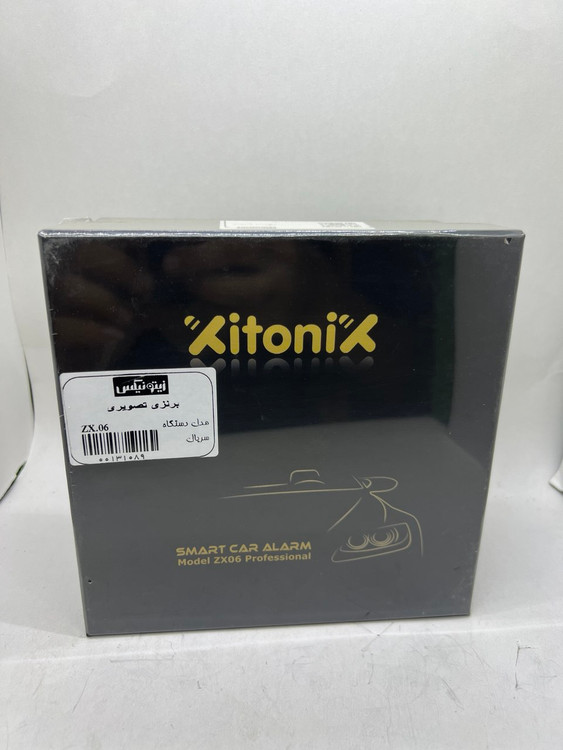 XitoniX
زیتونیکس
برنزی تصویری
مدل دستگاه ZX.06
سریال
۰۰۱۳۱۰۸۹
SMART CAR ALARM
Model ZX06 Professional